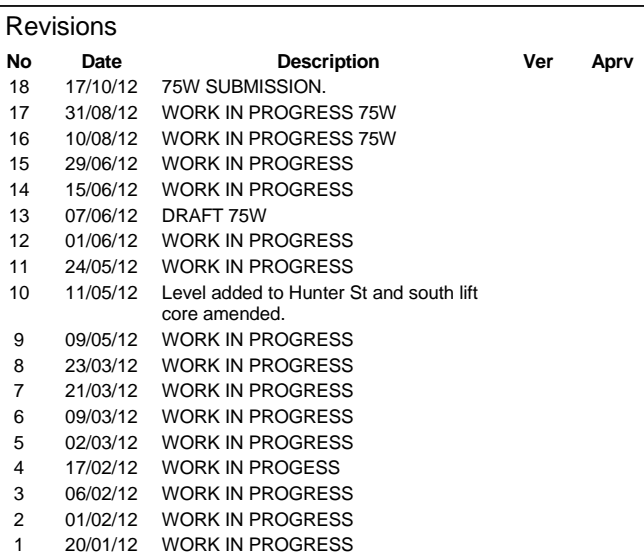 Revisions
No Date Description Ver Aprv
18 17/10/12 75W SUBMISSION.
17 31/08/12 WORK IN PROGRESS 75W
16 10/08/12 WORK IN PROGRESS 75W
15 29/06/12 WORK IN PROGRESS
14 15/06/12 WORK IN PROGRESS
13 07/06/12 DRAFT 75W
12 01/06/12 WORK IN PROGRESS
11 24/05/12 WORK IN PROGRESS
10 11/05/12 Level added to Hunter St and south lift
core amended.
9 09/05/12 WORK IN PROGRESS
8 23/03/12 WORK IN PROGRESS
7 21/03/12 WORK IN PROGRESS
6 09/03/12 WORK IN PROGRESS
5 02/03/12 WORK IN PROGRESS
4 17/02/12 WORK IN PROGESS
3 06/02/12 WORK IN PROGRESS
2 01/02/12 WORK IN PROGRESS
1 20/01/12 WORK IN PROGRESS